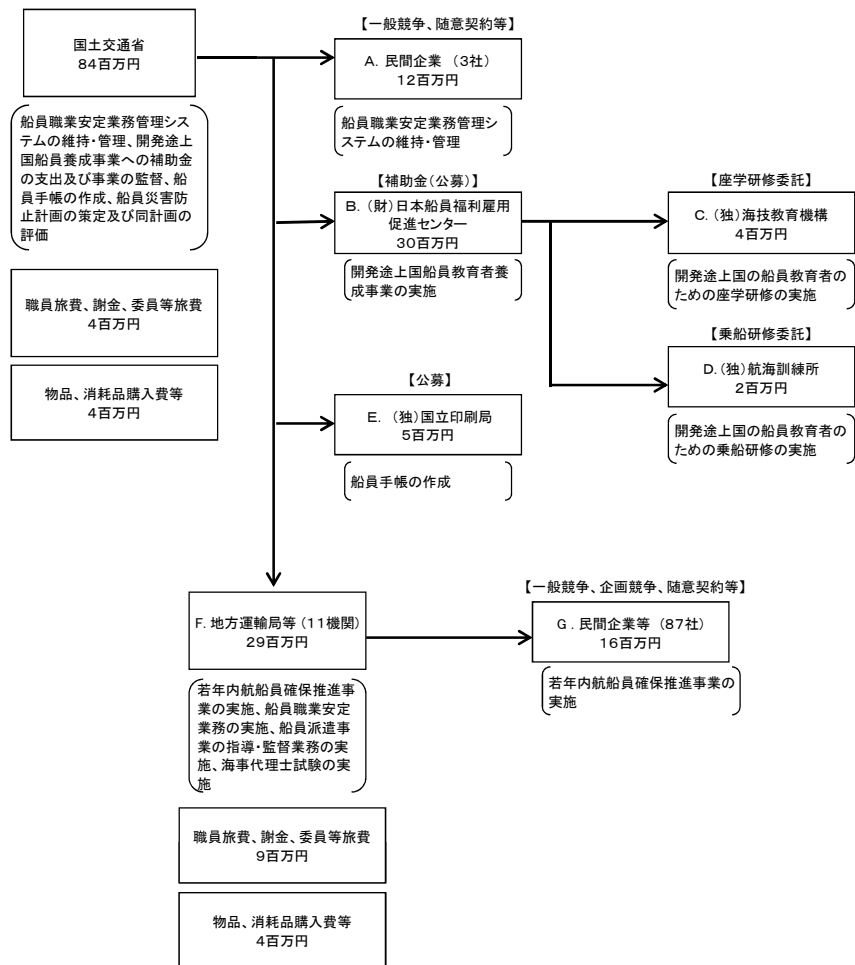 国土交通省
84百万円
船員職業安定業務管理シス
テムの維持・管理、開発途上
国船員養成事業への補助金
の支出及び事業の監督、船
員手帳の作成、船員災害防
止計画の策定及び同計画の
評価
職員旅費、謝金、委員等旅費
4百万円
物品、消耗品購入費等
4百万円
【一般競争、随意契約等】
A. 民間企業 (3社)
12百万円
船員職業安定業務管理シ
ステムの維持・管理
【補助金(公募)】
B. (財)日本船員福利雇用
促進センター
30百万円
開発途上国船員教育者養
成事業の実施
【座学研修委託】
C. (独)海技教育機構
4百万円
開発途上国の船員教育者の
ための座学研修の実施
【乗船研修委託】
D. (独)航海訓練所
2百万円
開発途上国の船員教育者の
ための乗船研修の実施
【公募】
E. (独)国立印刷局
5百万円
船員手帳の作成
F. 地方運輸局等 (11機関)
29百万円
若年内航船員確保推進事
業の実施、船員職業安定
業務の実施、船員派遣事
業の指導・監督業務の実
施、海事代理士試験の実
施
【一般競争、企画競争、随意契約等】
G . 民間企業等 (87社)
16百万円
若年内航船員確保推進事業の
実施
職員旅費、謝金、委員等旅費
9百万円
物品、消耗品購入費等
4百万円